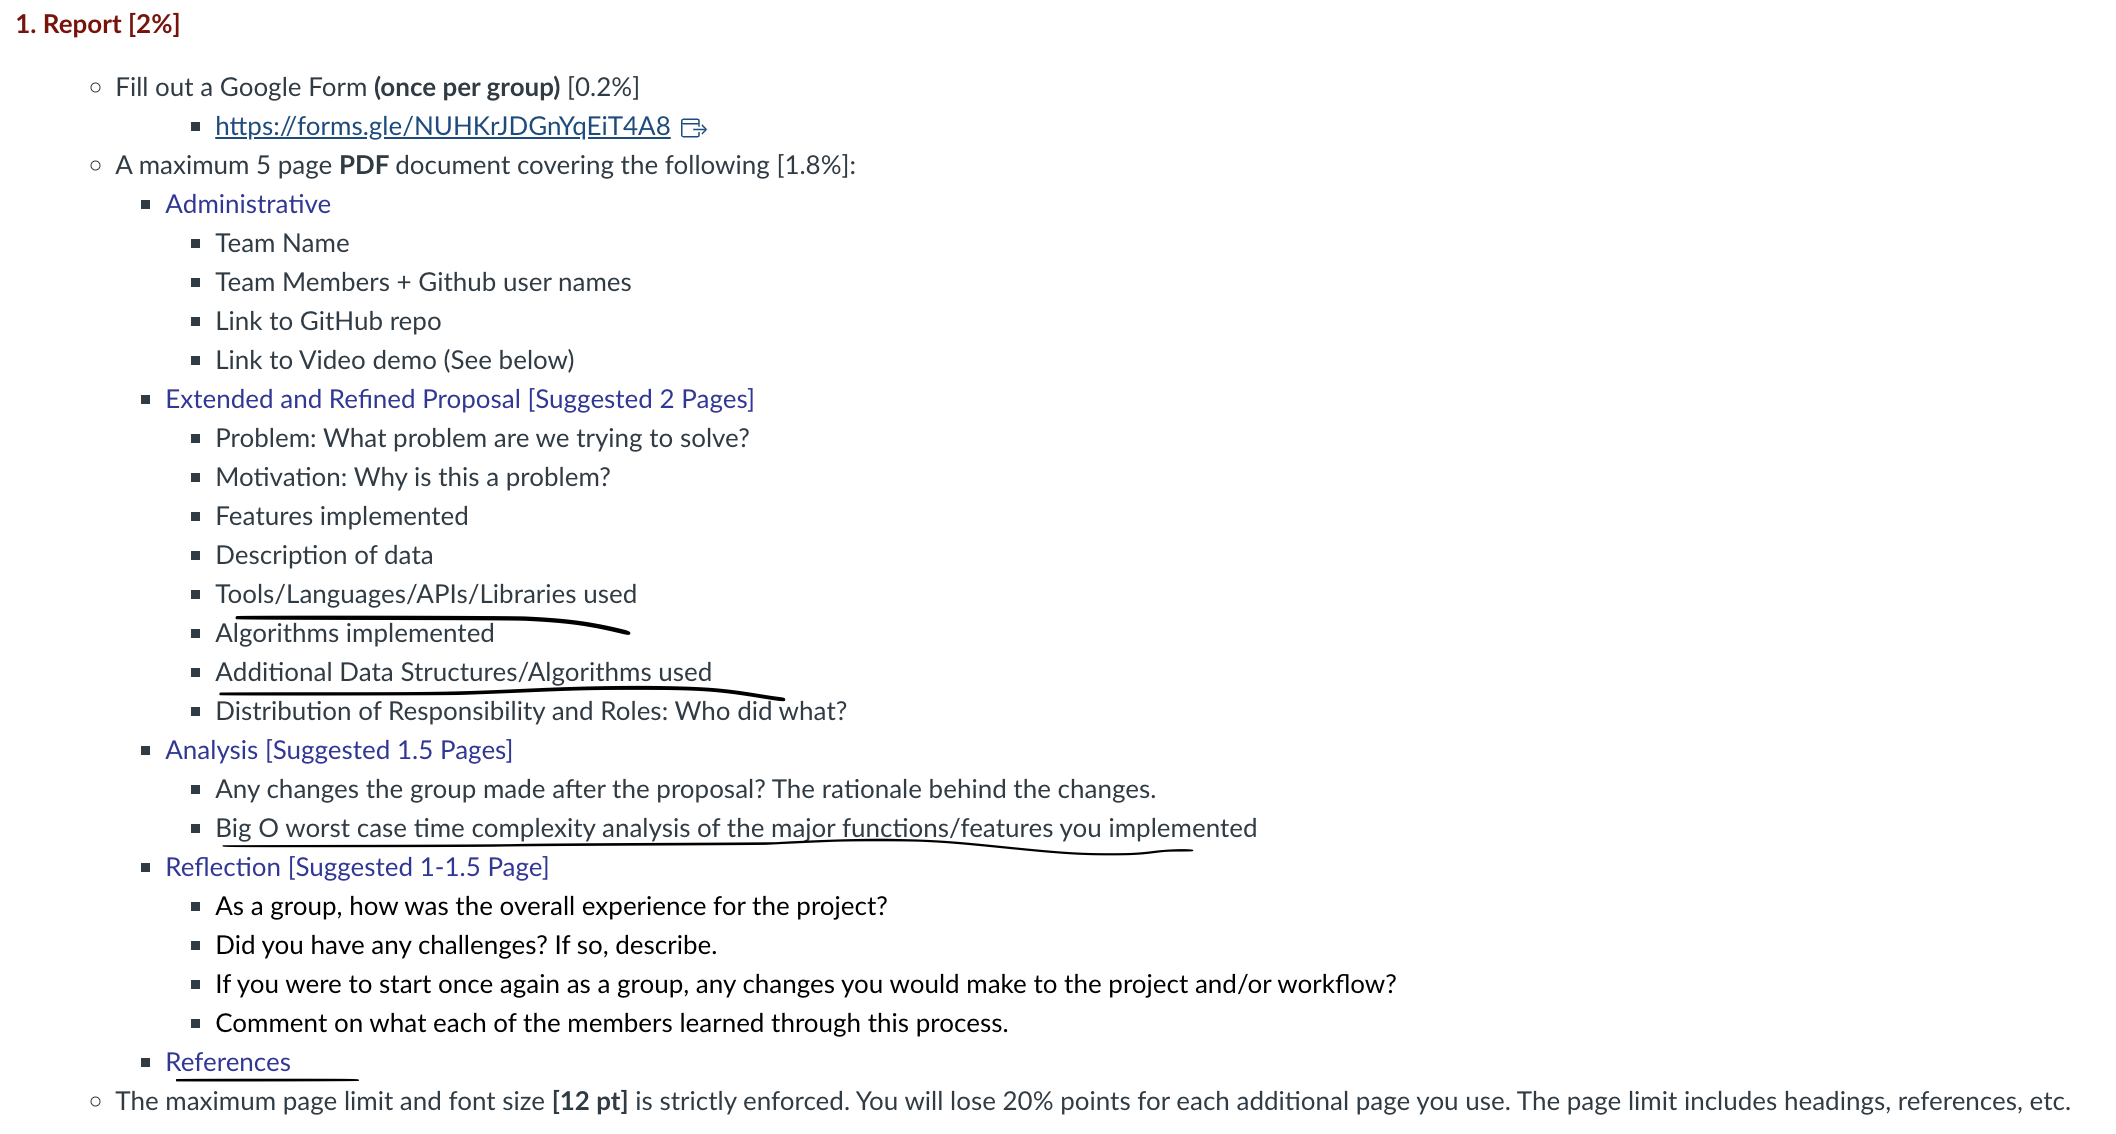 1. Report [2%]
Fill out a Google Form (once per group) [0.2%]
https://forms.gle/NUHKrJDGnYqEiT4A8
A maximum 5 page PDF document covering the following [1.8%]:
Administrative
Team Name
Team Members + Github user names
Link to GitHub repo
Link to Video demo (See below)
Extended and Refined Proposal [Suggested 2 Pages]
Problem: What problem are we trying to solve?
Motivation: Why is this a problem?
Features implemented
Description of data
Tools/Languages/APIs/Libraries used
Algorithms implemented
Additional Data Structures/Algorithms used
Distribution of Responsibility and Roles: Who did what?
Analysis [Suggested 1.5 Pages]
Any changes the group made after the proposal? The rationale behind the changes.
Big O worst case time complexity analysis of the major functions/features you implemented
Reflection [Suggested 1-1.5 Page]
As a group, how was the overall experience for the project?
Did you have any challenges? If so, describe.
If you were to start once again as a group, any changes you would make to the project and/or workflow?
Comment on what each of the members learned through this process.
References
The maximum page limit and font size [12 pt] is strictly enforced. You will lose 20% points for each additional page you use. The page limit includes headings, references, etc.